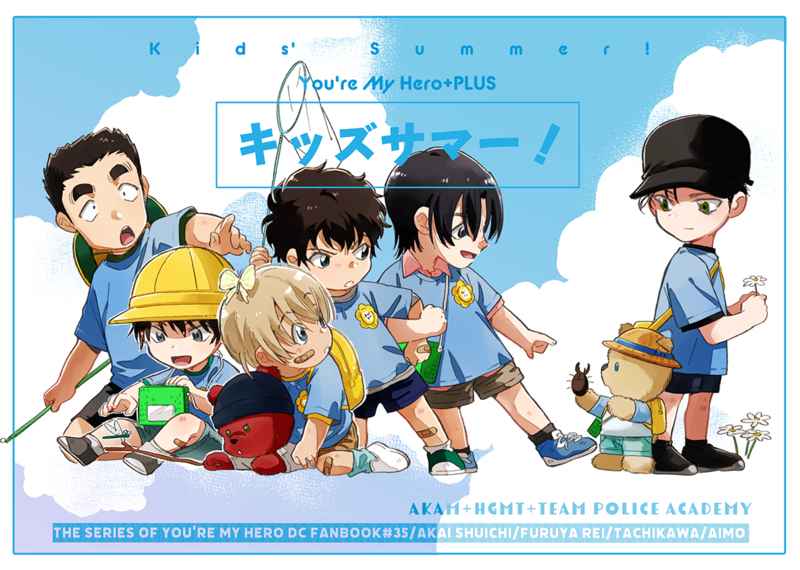 Kids' Summer!
You're My Hero+PLUS
キッズサマー！
AKAM+HGMT+TEAM POLICE ACADEMY
THE SERIES OF YOU'RE MY HERO DC FANBOOK#35/AKAI SHUICHI/FURUYA REI/TACHIKAWA/AIMO